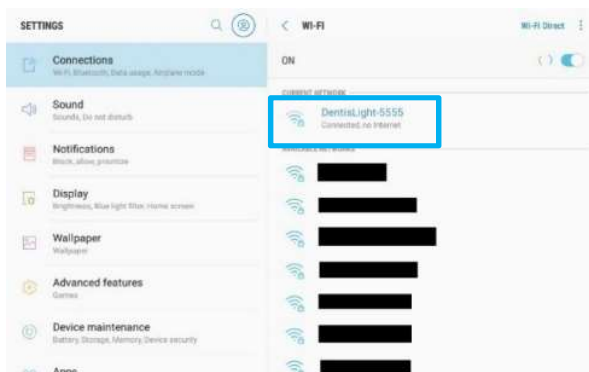 SETTINGS
Connections
Wi-Fi, Bluetooth, Data usage, Airplane mode
Sound
Sounds, Do not disturb
Notifications
Block, allow, prioritize
Display
Brightness, Blue light filter, Home screen
Wallpaper
Wallpaper
Advanced features
Games
Device maintenance
Battery, Storage, Memory, Device security
Apps
WI-FI
Wi-Fi Direct
ON
CURRENT NETWORK
DentisLight-5555
Connected, no Internet
AVAILABLE NETWORKS